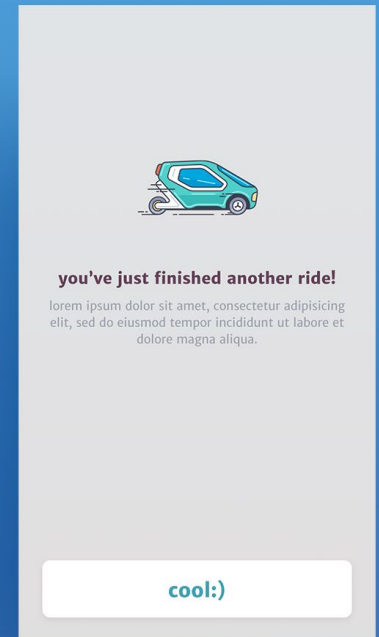 you’ve just finished another ride!
lorem ipsum dolor sit amet, consectetur adipisicing
elit, sed do eiusmod tempor incididunt ut labore et
dolore magna aliqua.
cool:)